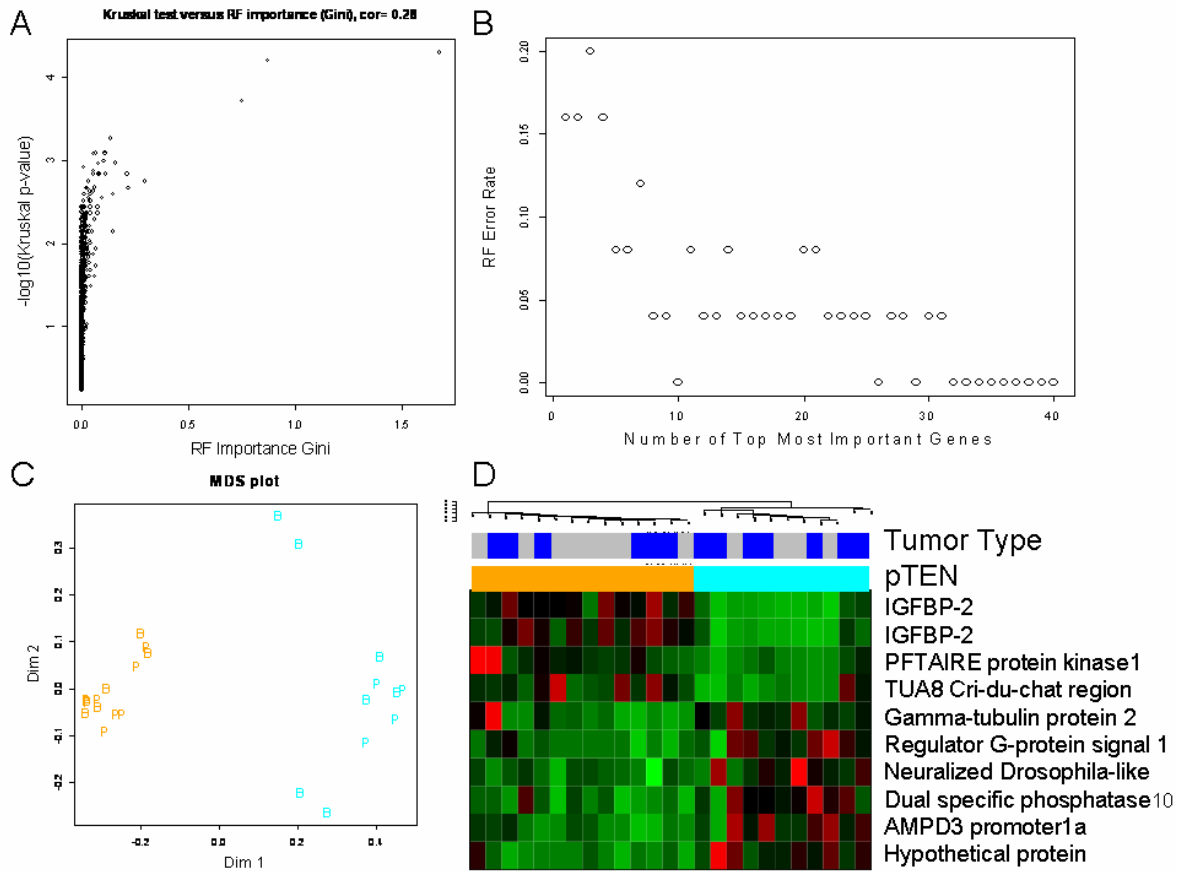 A
Kruskal test versus RF importance (Gini), cor= 0.28
-log10(Kruskal p-value)
4
3
2
1
0.0
0.5
1.0
1.5
RF Importance Gini
B
RF Error Rate
0.20
0.15
0.10
0.05
0.00
0
10
20
30
40
Number of Top Most Important Genes
C
MDS plot
Dim 2
0.3
0.2
0.1
0.0
-0.1
-0.2
-0.2
0.0
0.2
0.4
Dim 1
D
Tumor Type
pTEN
IGFBP-2
IGFBP-2
PFTAIRE protein kinase1
TUA8 Cri-du-chat region
Gamma-tubulin protein 2
Regulator G-protein signal 1
Neuralized Drosophila-like
Dual specific phosphatase10
AMPD3 promoter1a
Hypothetical protein